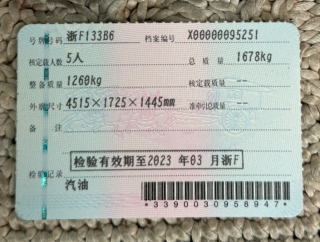 号牌号码 浙F133B6 档案编号 X00000095251
核定载人数 5人 总质量 1678kg
整备质量 1260kg 核定载质量 --
外廓尺寸 4515×1725×1445mm 准牵引总质量 --
备注
检验有效期至2023 年03 月浙F
检验记录
汽油
*3390030958947*